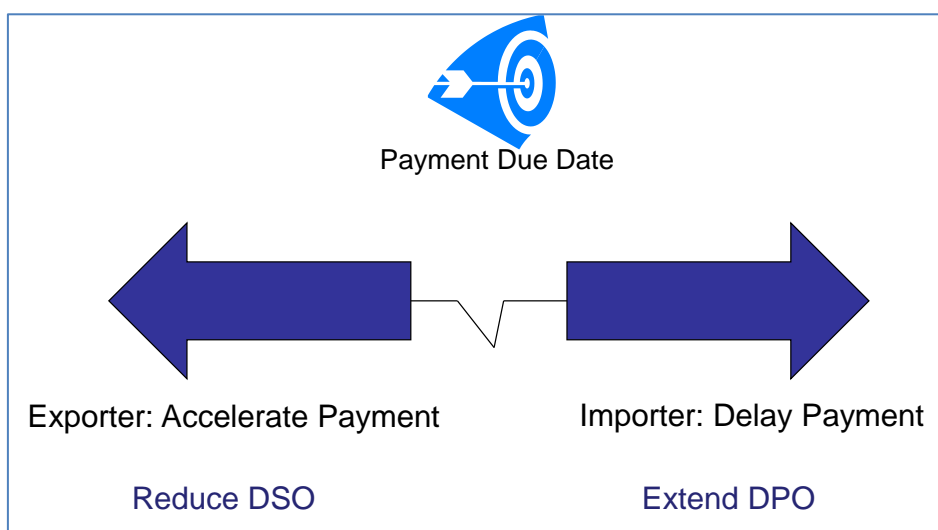 Payment Due Date
Exporter: Accelerate Payment
Importer: Delay Payment
Reduce DSO
Extend DPO